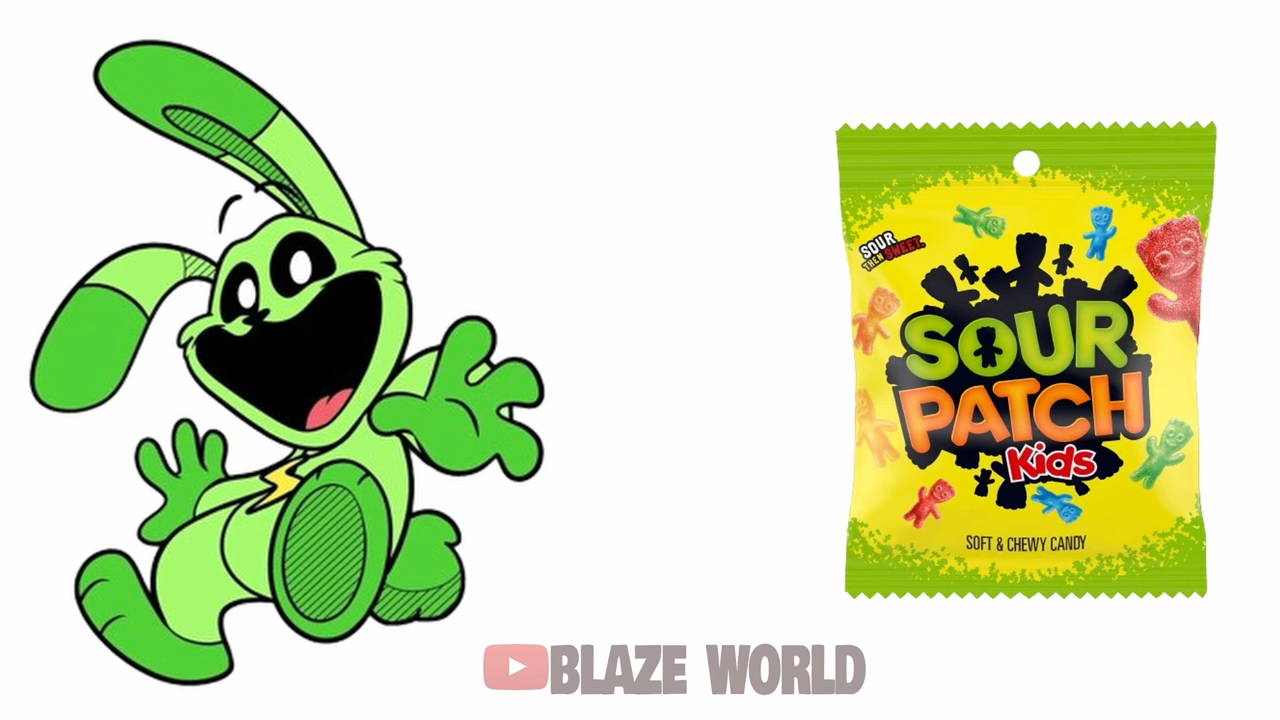 SOUR
THEN SWEET.
SOUR
PATCH
Kids
SOFT & CHEWY CANDY
BLAZE WORLD